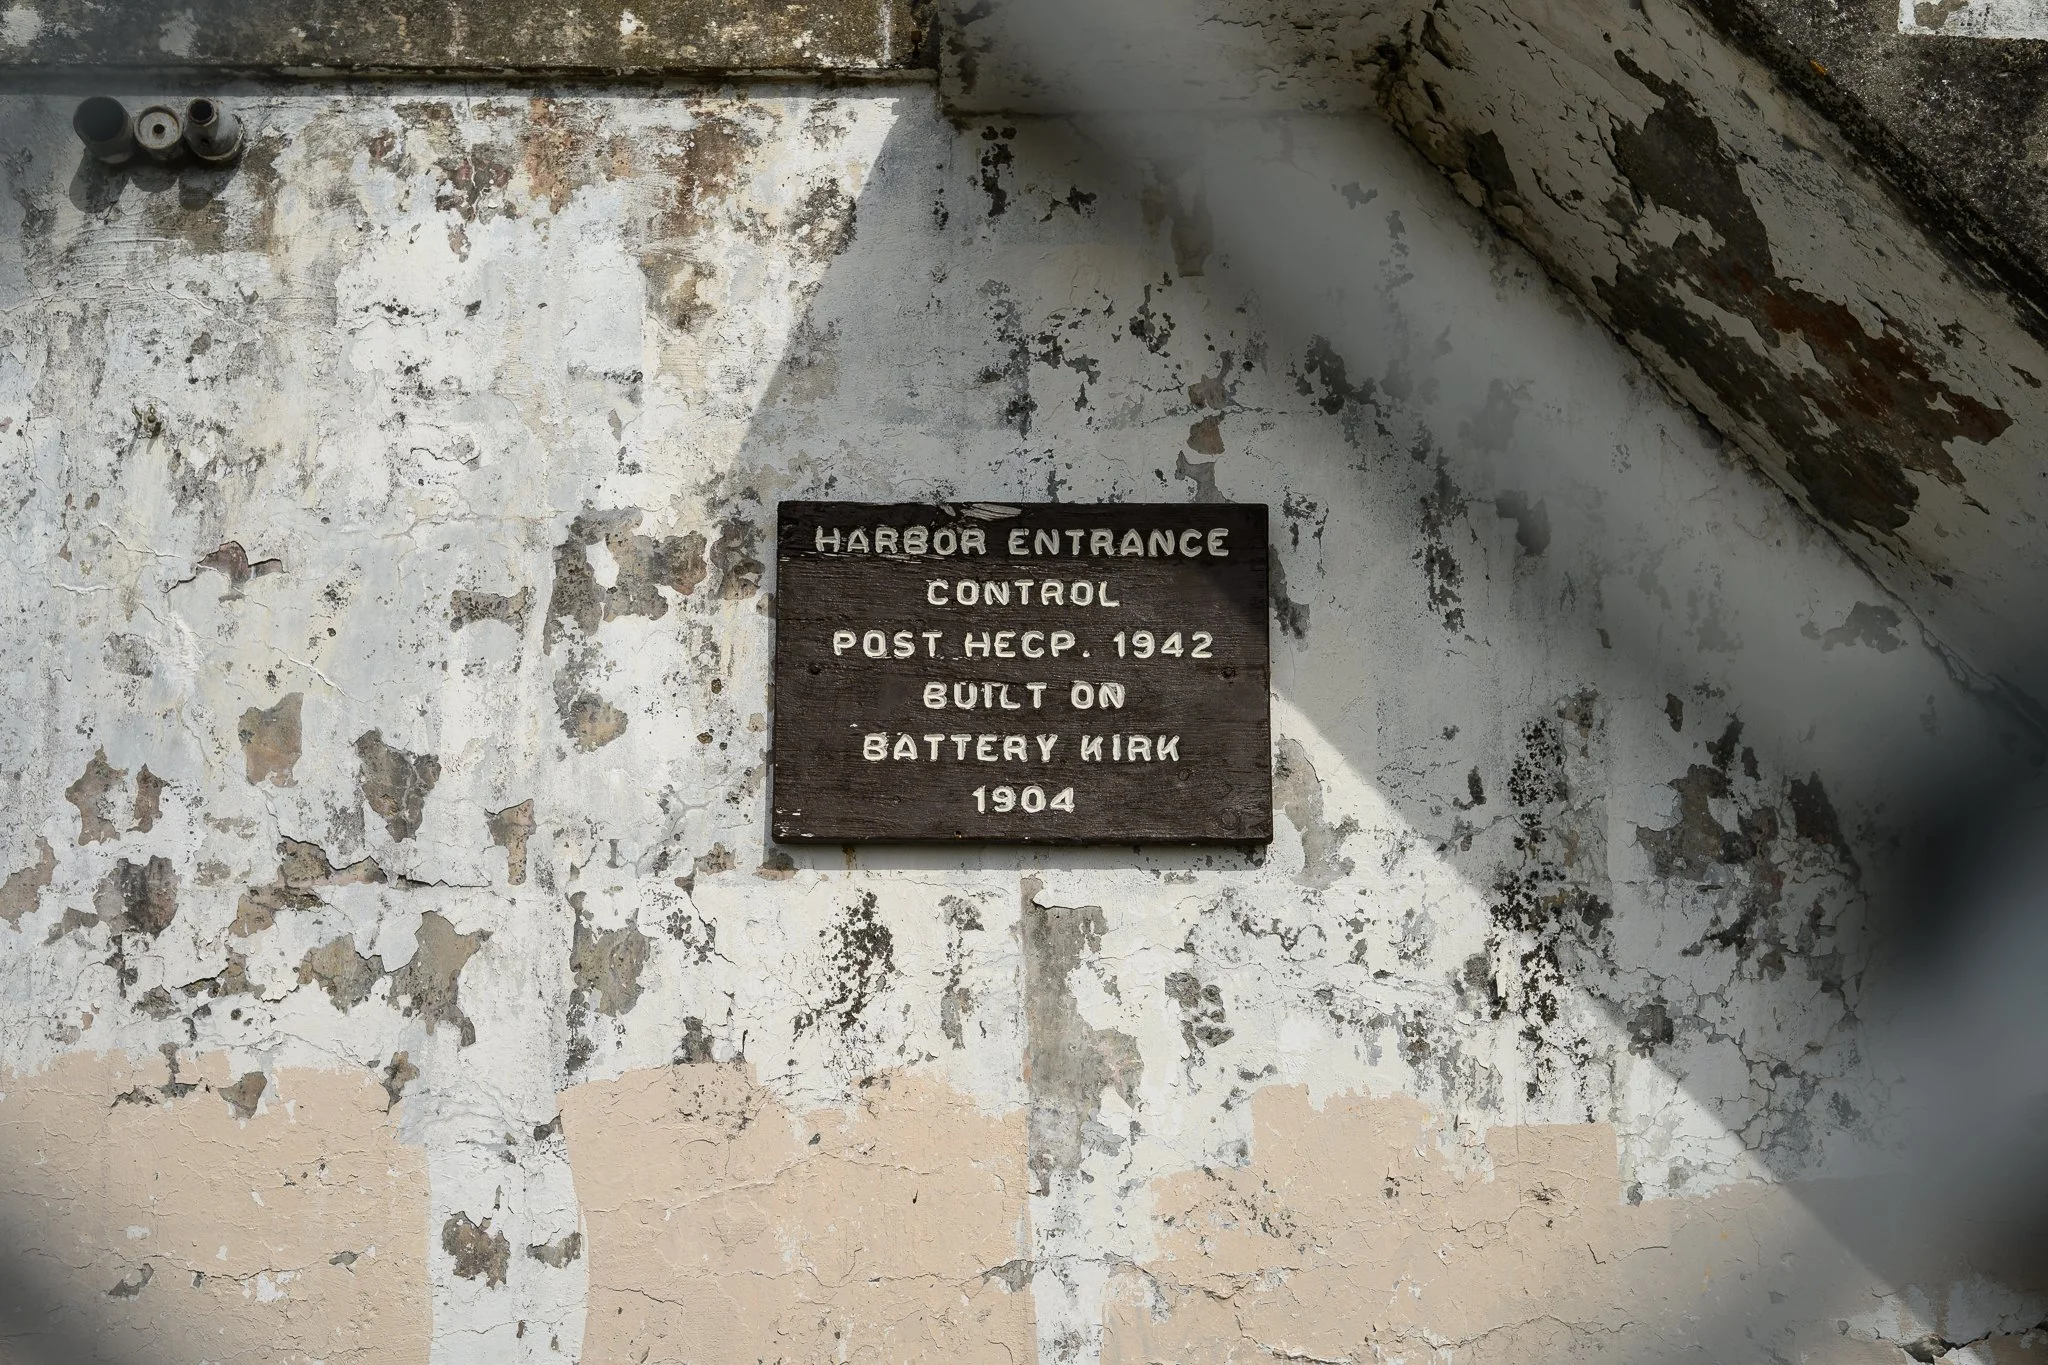 HARBOR ENTRANCE
CONTROL
POST HECP. 1942
BUILT ON
BATTERY KIRK
1904